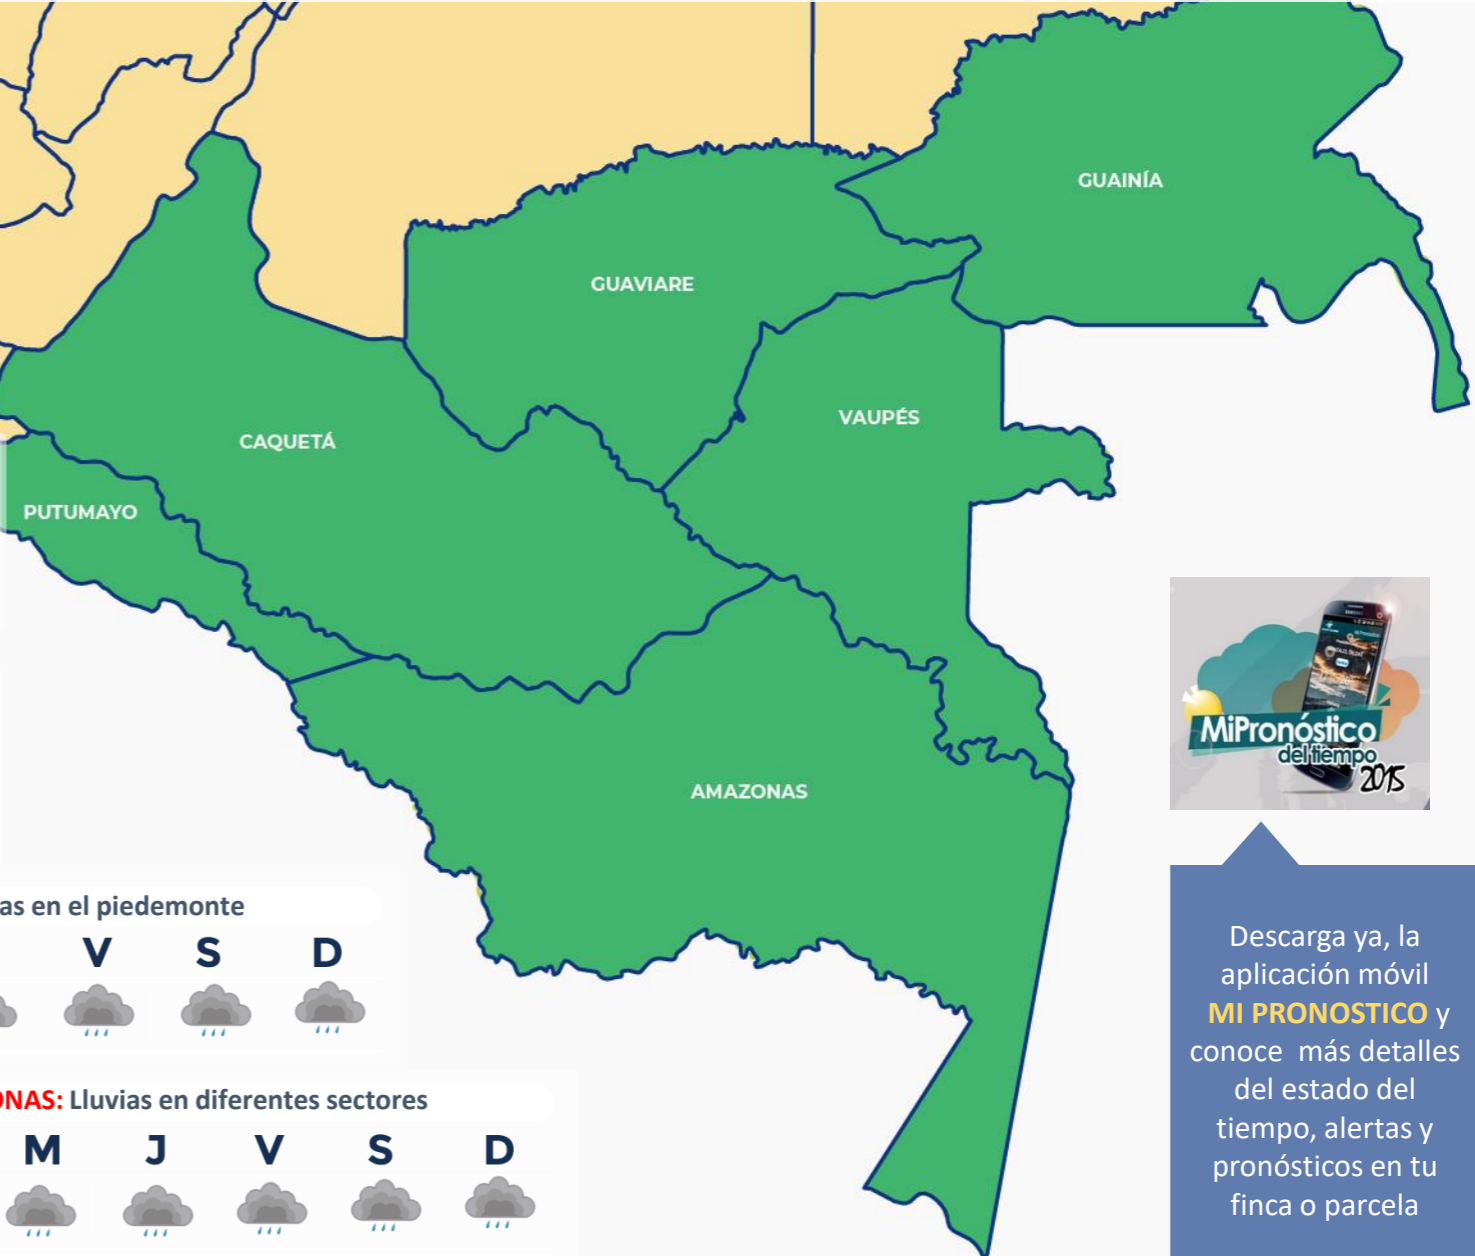 GUAINÍA
GUAVIARE
VAUPÉS
CAQUETÁ
PUTUMAYO
AMAZONAS
MiPronóstico
del tiempo
2015
as en el piedemonte
V S D
ONAS: Lluvias en diferentes sectores
M J V S D
Descarga ya, la
aplicación móvil
MI PRONOSTICO y
conoce más detalles
del estado del
tiempo, alertas y
pronósticos en tu
finca o parcela